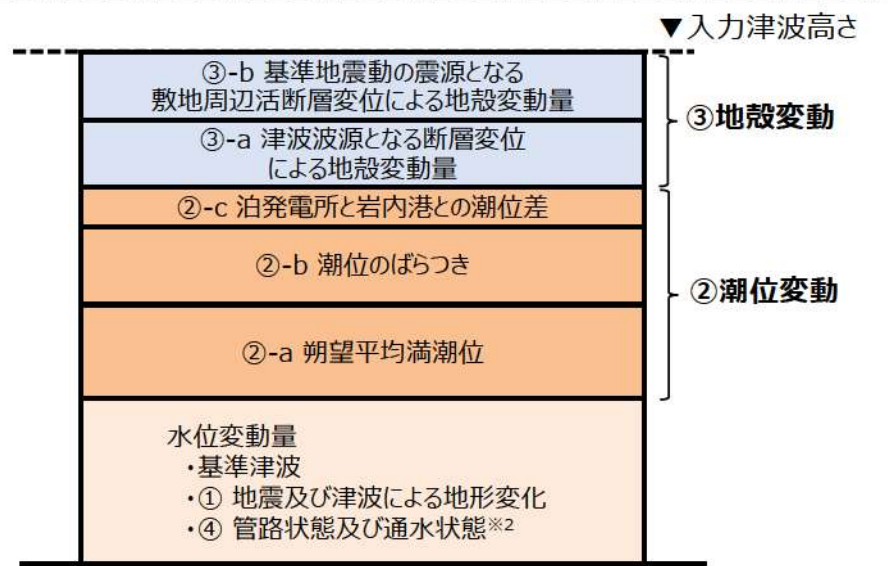 ▼入力津波高さ
③-b 基準地震動の震源となる
敷地周辺活断層変位による地殻変動量
③-a 津波波源となる断層変位
による地殻変動量
③地殻変動
②-c 泊発電所と岩内港との潮位差
②-b 潮位のばらつき
②-a 朔望平均満潮位
②潮位変動
水位変動量
・基準津波
・① 地震及び津波による地形変化
・④ 管路状態及び通水状態※2